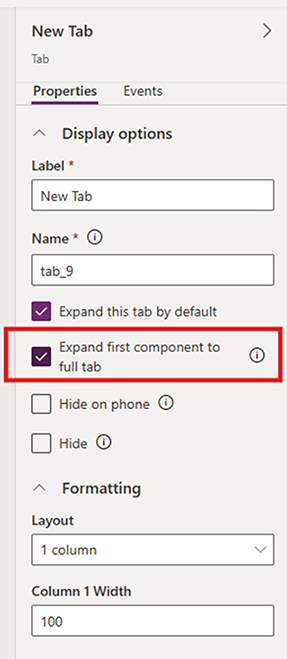 New Tab
Tab
Properties Events
Display options
Label *
New Tab
Name *
tab_9
Expand this tab by default
Expand first component to
full tab
Hide on phone
Hide
Formatting
Layout
1 column
Column 1 Width
100